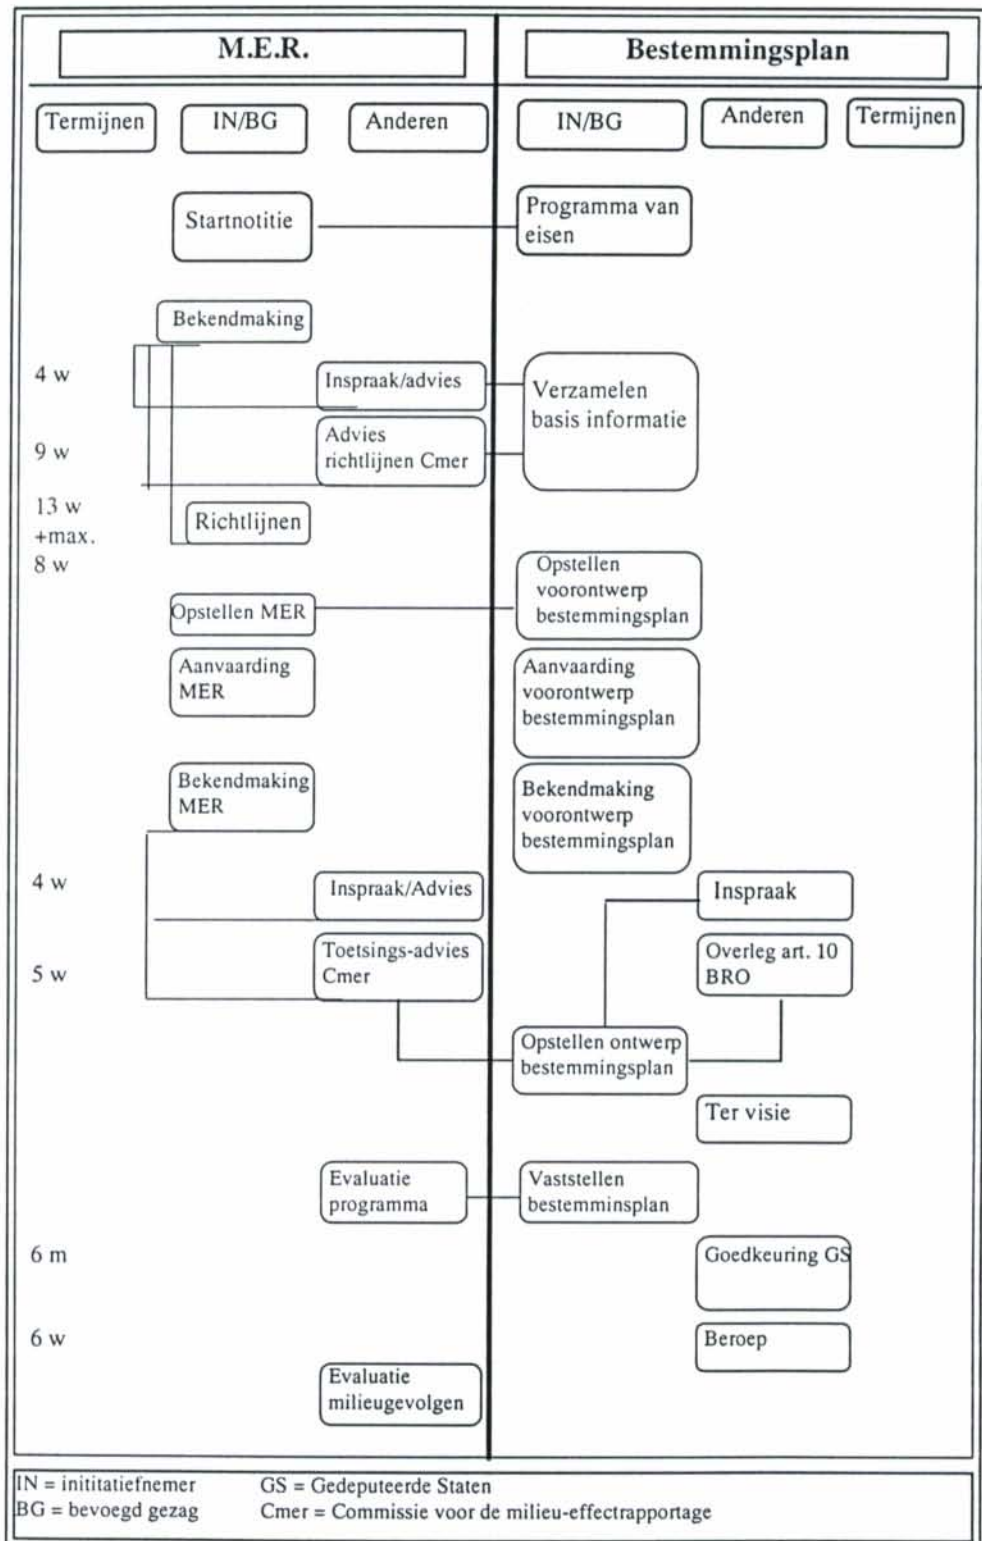 M.E.R.
Bestemmingsplan
Termijnen
IN/BG
Anderen
IN/BG
Anderen
Termijnen
Startnotitie
Programma van
eisen
Bekendmaking
4 w
Inspraak/advies
Verzamelen
basis informatie
9 w
Advies
richtlijnen Cmer
13 w
+max.
8 w
Richtlijnen
Opstellen
voorontwerp
bestemmingsplan
Opstellen MER
Aanvaarding
MER
Aanvaarding
voorontwerp
bestemmingsplan
Bekendmaking
MER
Bekendmaking
voorontwerp
bestemmingsplan
4 w
Inspraak/Advies
Inspraak
5 w
Toetsings-advies
Cmer
Overleg art. 10
BRO
Opstellen ontwerp
bestemmingsplan
Ter visie
Evaluatie
programma
Vaststellen
bestemminsplan
6 m
Goedkeuring GS
6 w
Beroep
Evaluatie
milieugevolgen
IN = inititatiefnemer GS = Gedeputeerde Staten
BG = bevoegd gezag Cmer = Commissie voor de milieu-effectrapportage